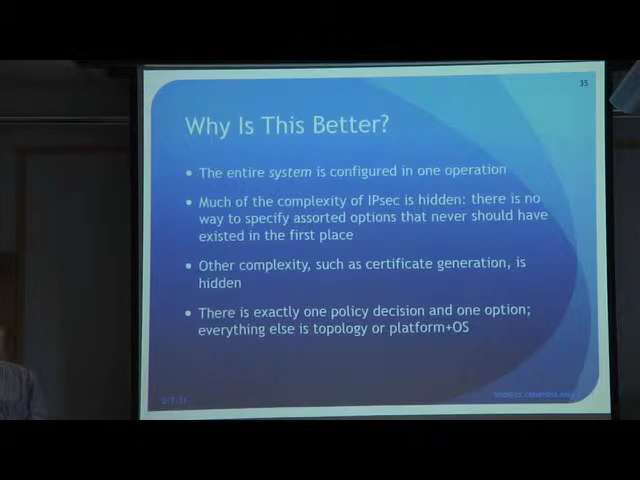 35
Why Is This Better?
• The entire system is configured in one operation
• Much of the complexity of IPsec is hidden: there is no
way to specify assorted options that never should have
existed in the first place
• Other complexity, such as certificate generation, is
hidden
• There is exactly one policy decision and one option;
everything else is topology or platform+OS